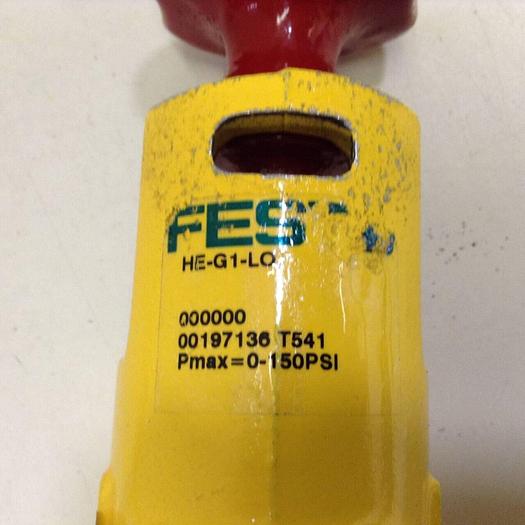 FES
HE-G1-LO
000000
00197136 T541
Pmax=0-150PSI